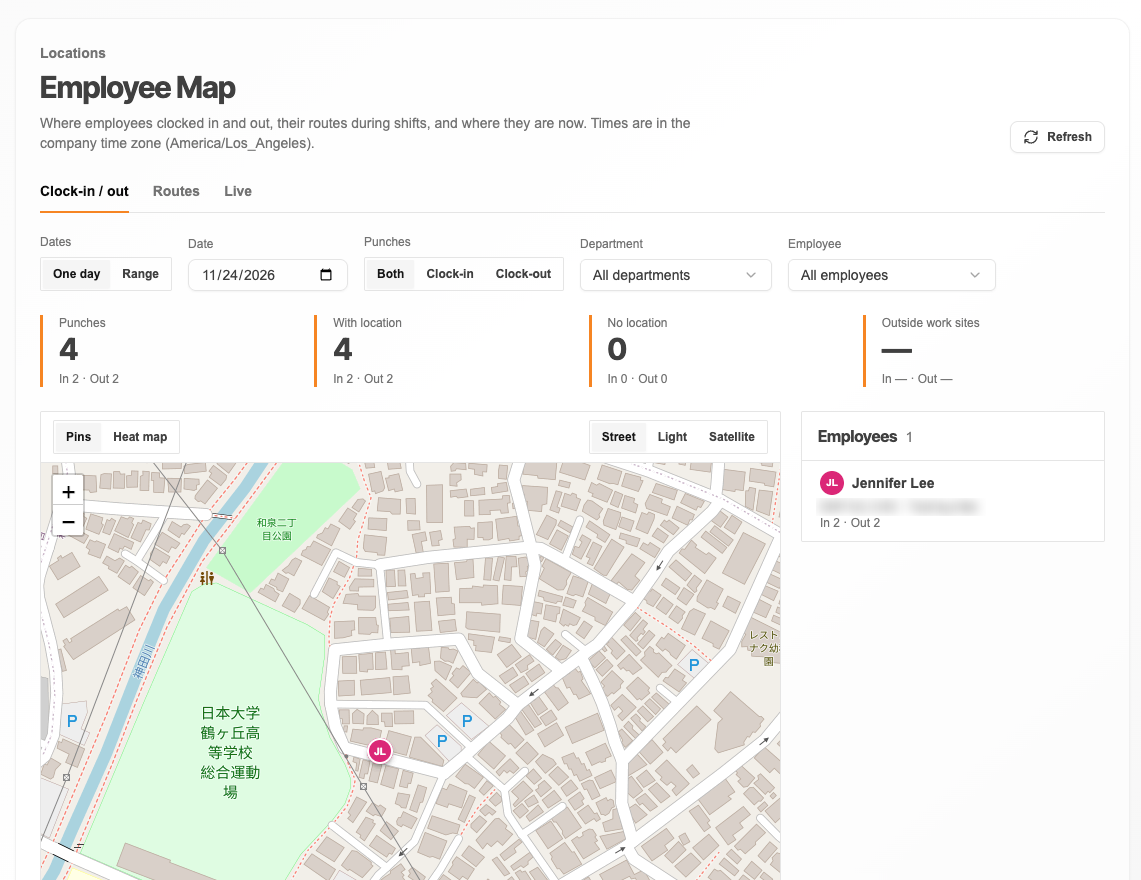 Locations
Employee Map
Where employees clocked in and out, their routes during shifts, and where they are now. Times are in the
company time zone (America/Los_Angeles).
Refresh
Clock-in / out Routes Live
Dates Date Punches Department Employee
One day Range 11/24/2026 Both Clock-in Clock-out All departments All employees
Punches With location No location Outside work sites
4 4 0 —
In 2 · Out 2 In 2 · Out 2 In 0 · Out 0 In — · Out —
Pins Heat map Street Light Satellite
Employees 1
+
−
JL Jennifer Lee
In 2 · Out 2
和泉二丁
目公園
神田川
レスト
ナク幼
園
P
P
P
P
日本大学
鶴ヶ丘高
等学校
総合運動
場
JL